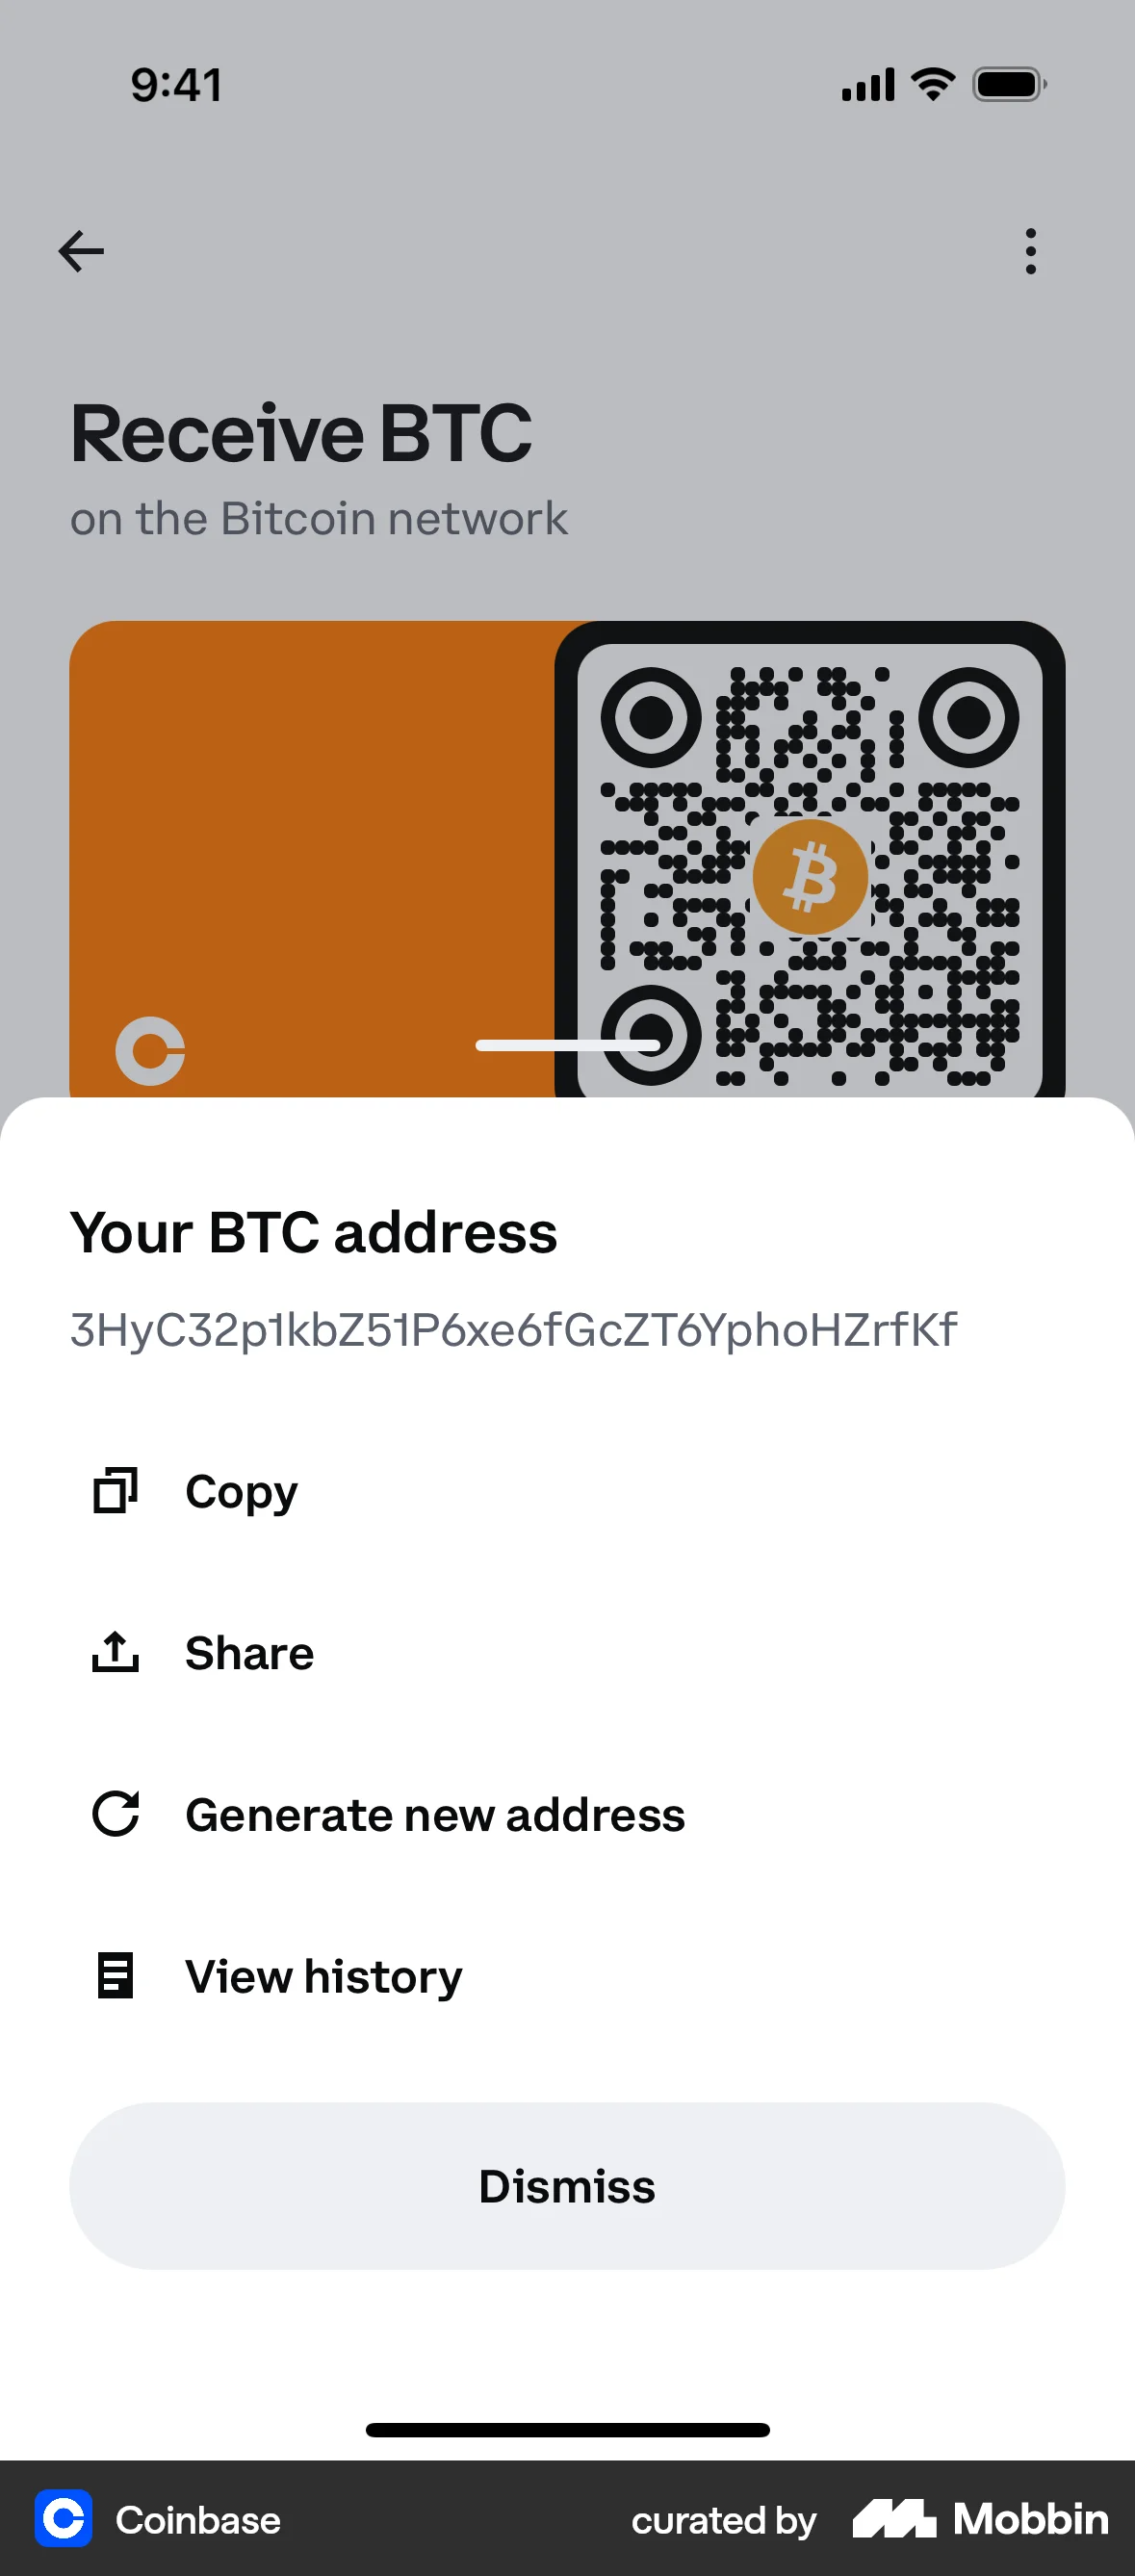 9:41
Receive BTC
on the Bitcoin network
Your BTC address
3HyC32p1kbZ51P6xe6fGcZT6YphoHZrfKf
Copy
Share
Generate new address
View history
Dismiss
Coinbase
curated by Mobbin